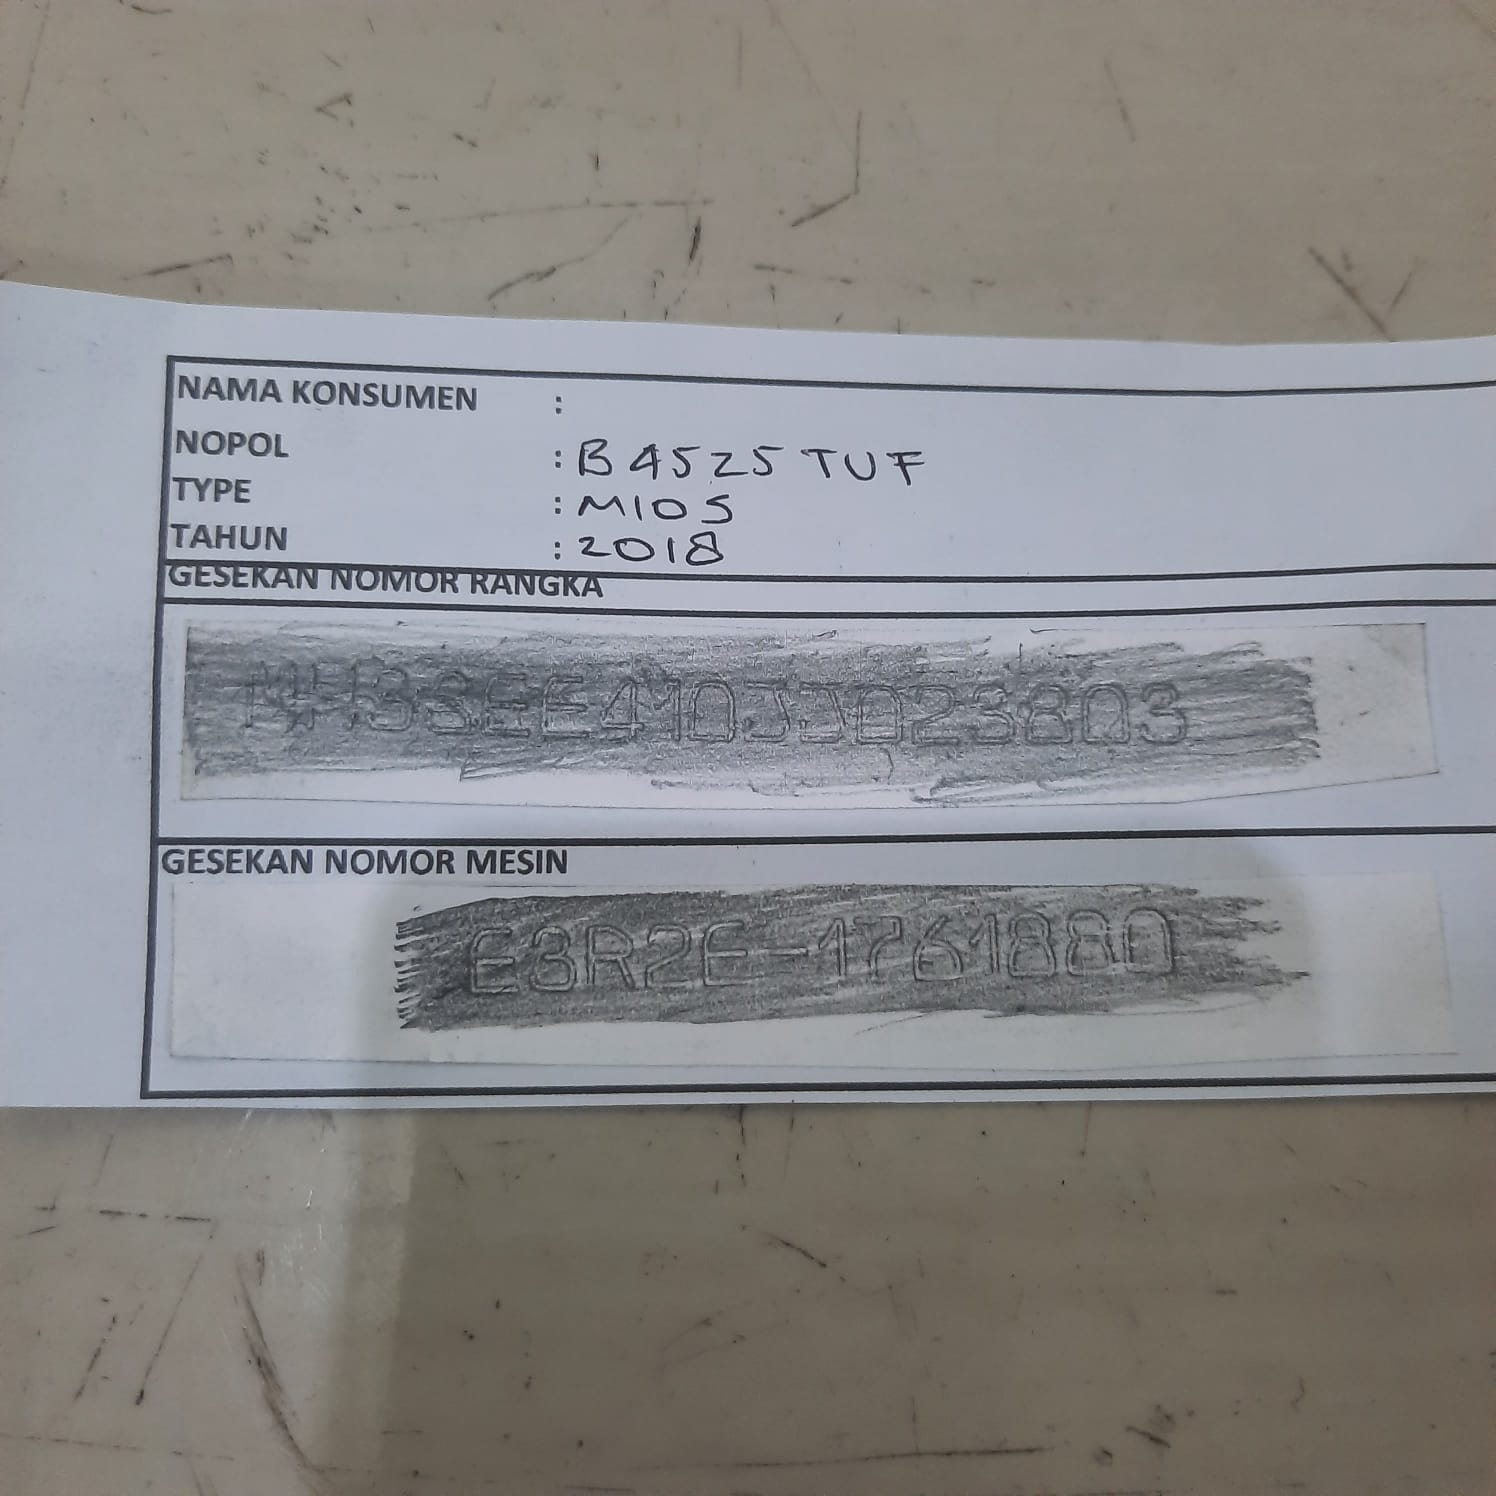 NAMA KONSUMEN :
NOPOL : B 4525 TUF
TYPE : MIO S
TAHUN : 2018
GESEKAN NOMOR RANGKA
MH3SEE410JJ023803
GESEKAN NOMOR MESIN
E3R2E-1761880